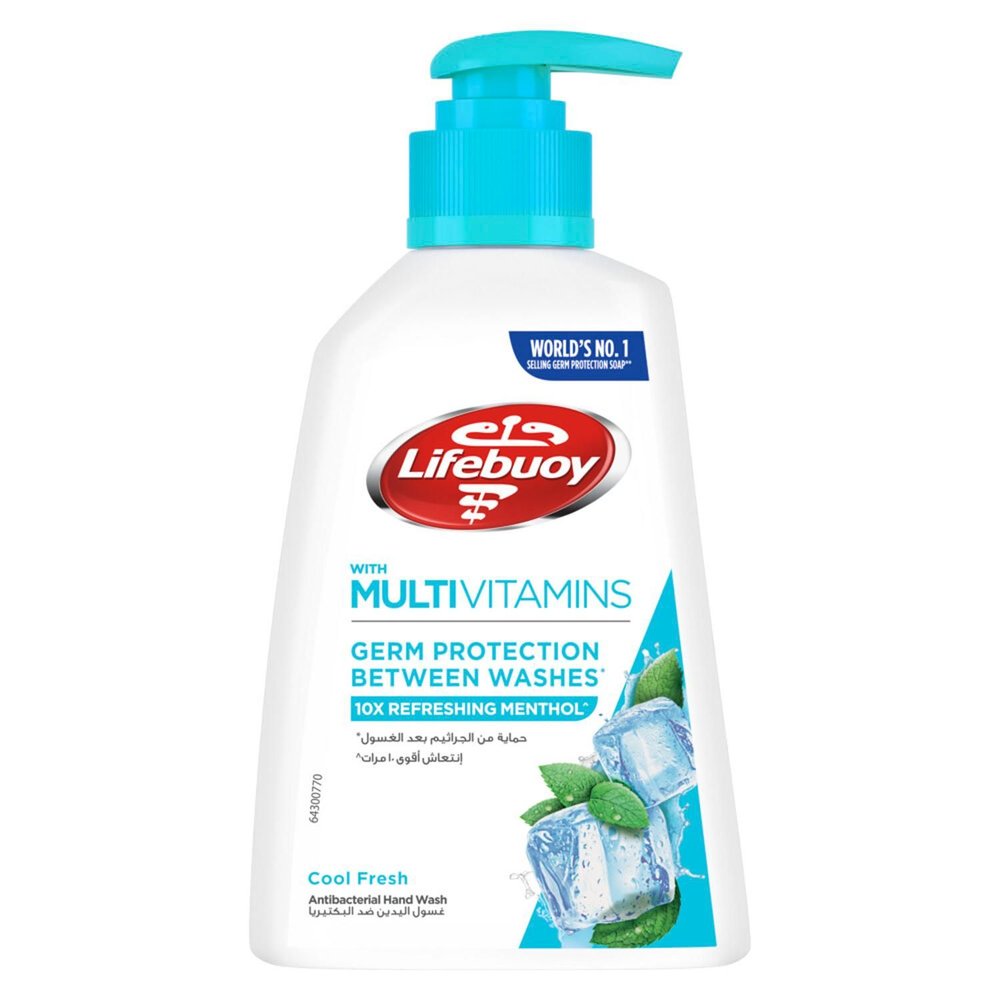 WORLD'S NO. 1
SELLING GERM PROTECTION SOAP**
Lifebuoy
WITH
MULTIVITAMINS
GERM PROTECTION
BETWEEN WASHES*
10X REFRESHING MENTHOL^
حماية من الجراثيم بعد الغسول*
إنتعاش أقوى ١٠ مرات^
64300770
Cool Fresh
Antibacterial Hand Wash
غسول اليدين ضد البكتيريا